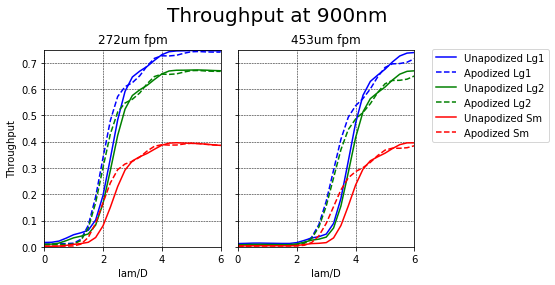 Throughput at 900nm
272um fpm
453um fpm
Throughput
0.7
0.6
0.5
0.4
0.3
0.2
0.1
0.0
0
2
4
6
lam/D
0
2
4
6
lam/D
Unapodized Lg1
Apodized Lg1
Unapodized Lg2
Apodized Lg2
Unapodized Sm
Apodized Sm